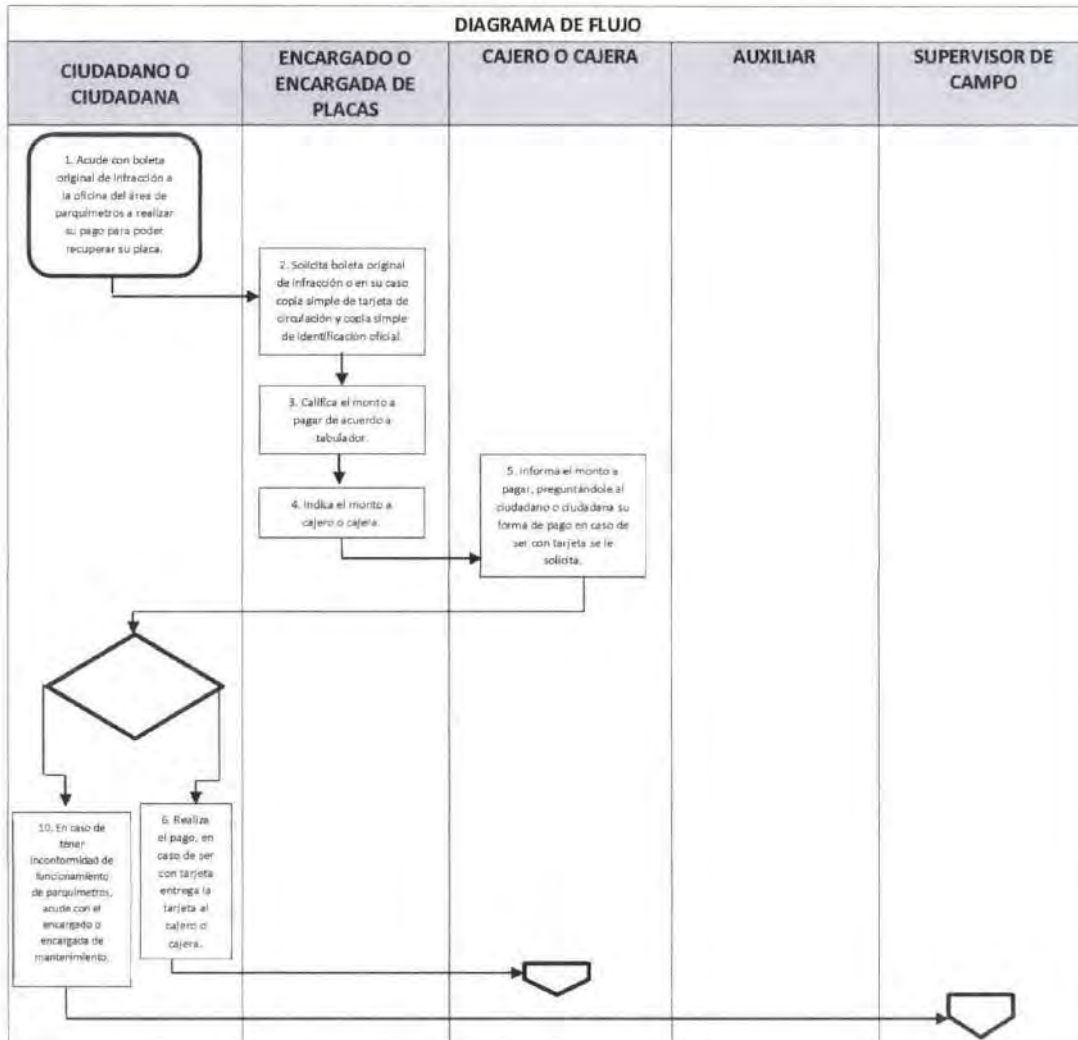 DIAGRAMA DE FLUJO
CIUDADANO O
CIUDADANA
ENCARGADO O
ENCARGADA DE
PLACAS
CAJERO O CAJERA
AUXILIAR
SUPERVISOR DE
CAMPO
1. Acude con boleta
original de infracción a
la oficina del área de
parquímetros a realizar
su pago para poder
recuperar su placa.
2. Solicita boleta original
de infracción o en su caso
copia simple de tarjeta de
circulación y copia simple
de identificación oficial.
3. Califica el monto a
pagar de acuerdo a
tabulador.
4. Indica el monto a
cajero o cajera.
5. Informa el monto a
pagar, preguntándole al
ciudadano o ciudadana su
forma de pago en caso de
ser con tarjeta se le
solicita.
10. En caso de
tener
inconformidad de
funcionamiento
de parquímetros,
acude con el
encargado o
encargada de
mantenimiento.
6. Realiza
el pago, en
caso de ser
con tarjeta
entrega la
tarjeta al
cajero o
cajera.